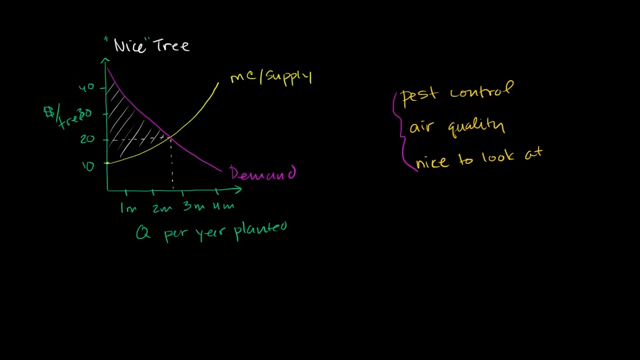 "Nice" Tree
40
$/tree
30
20
10
mc/supply
Demand
1m 2m 3m 4m
Q per year planted
pest control
air quality
nice to look at